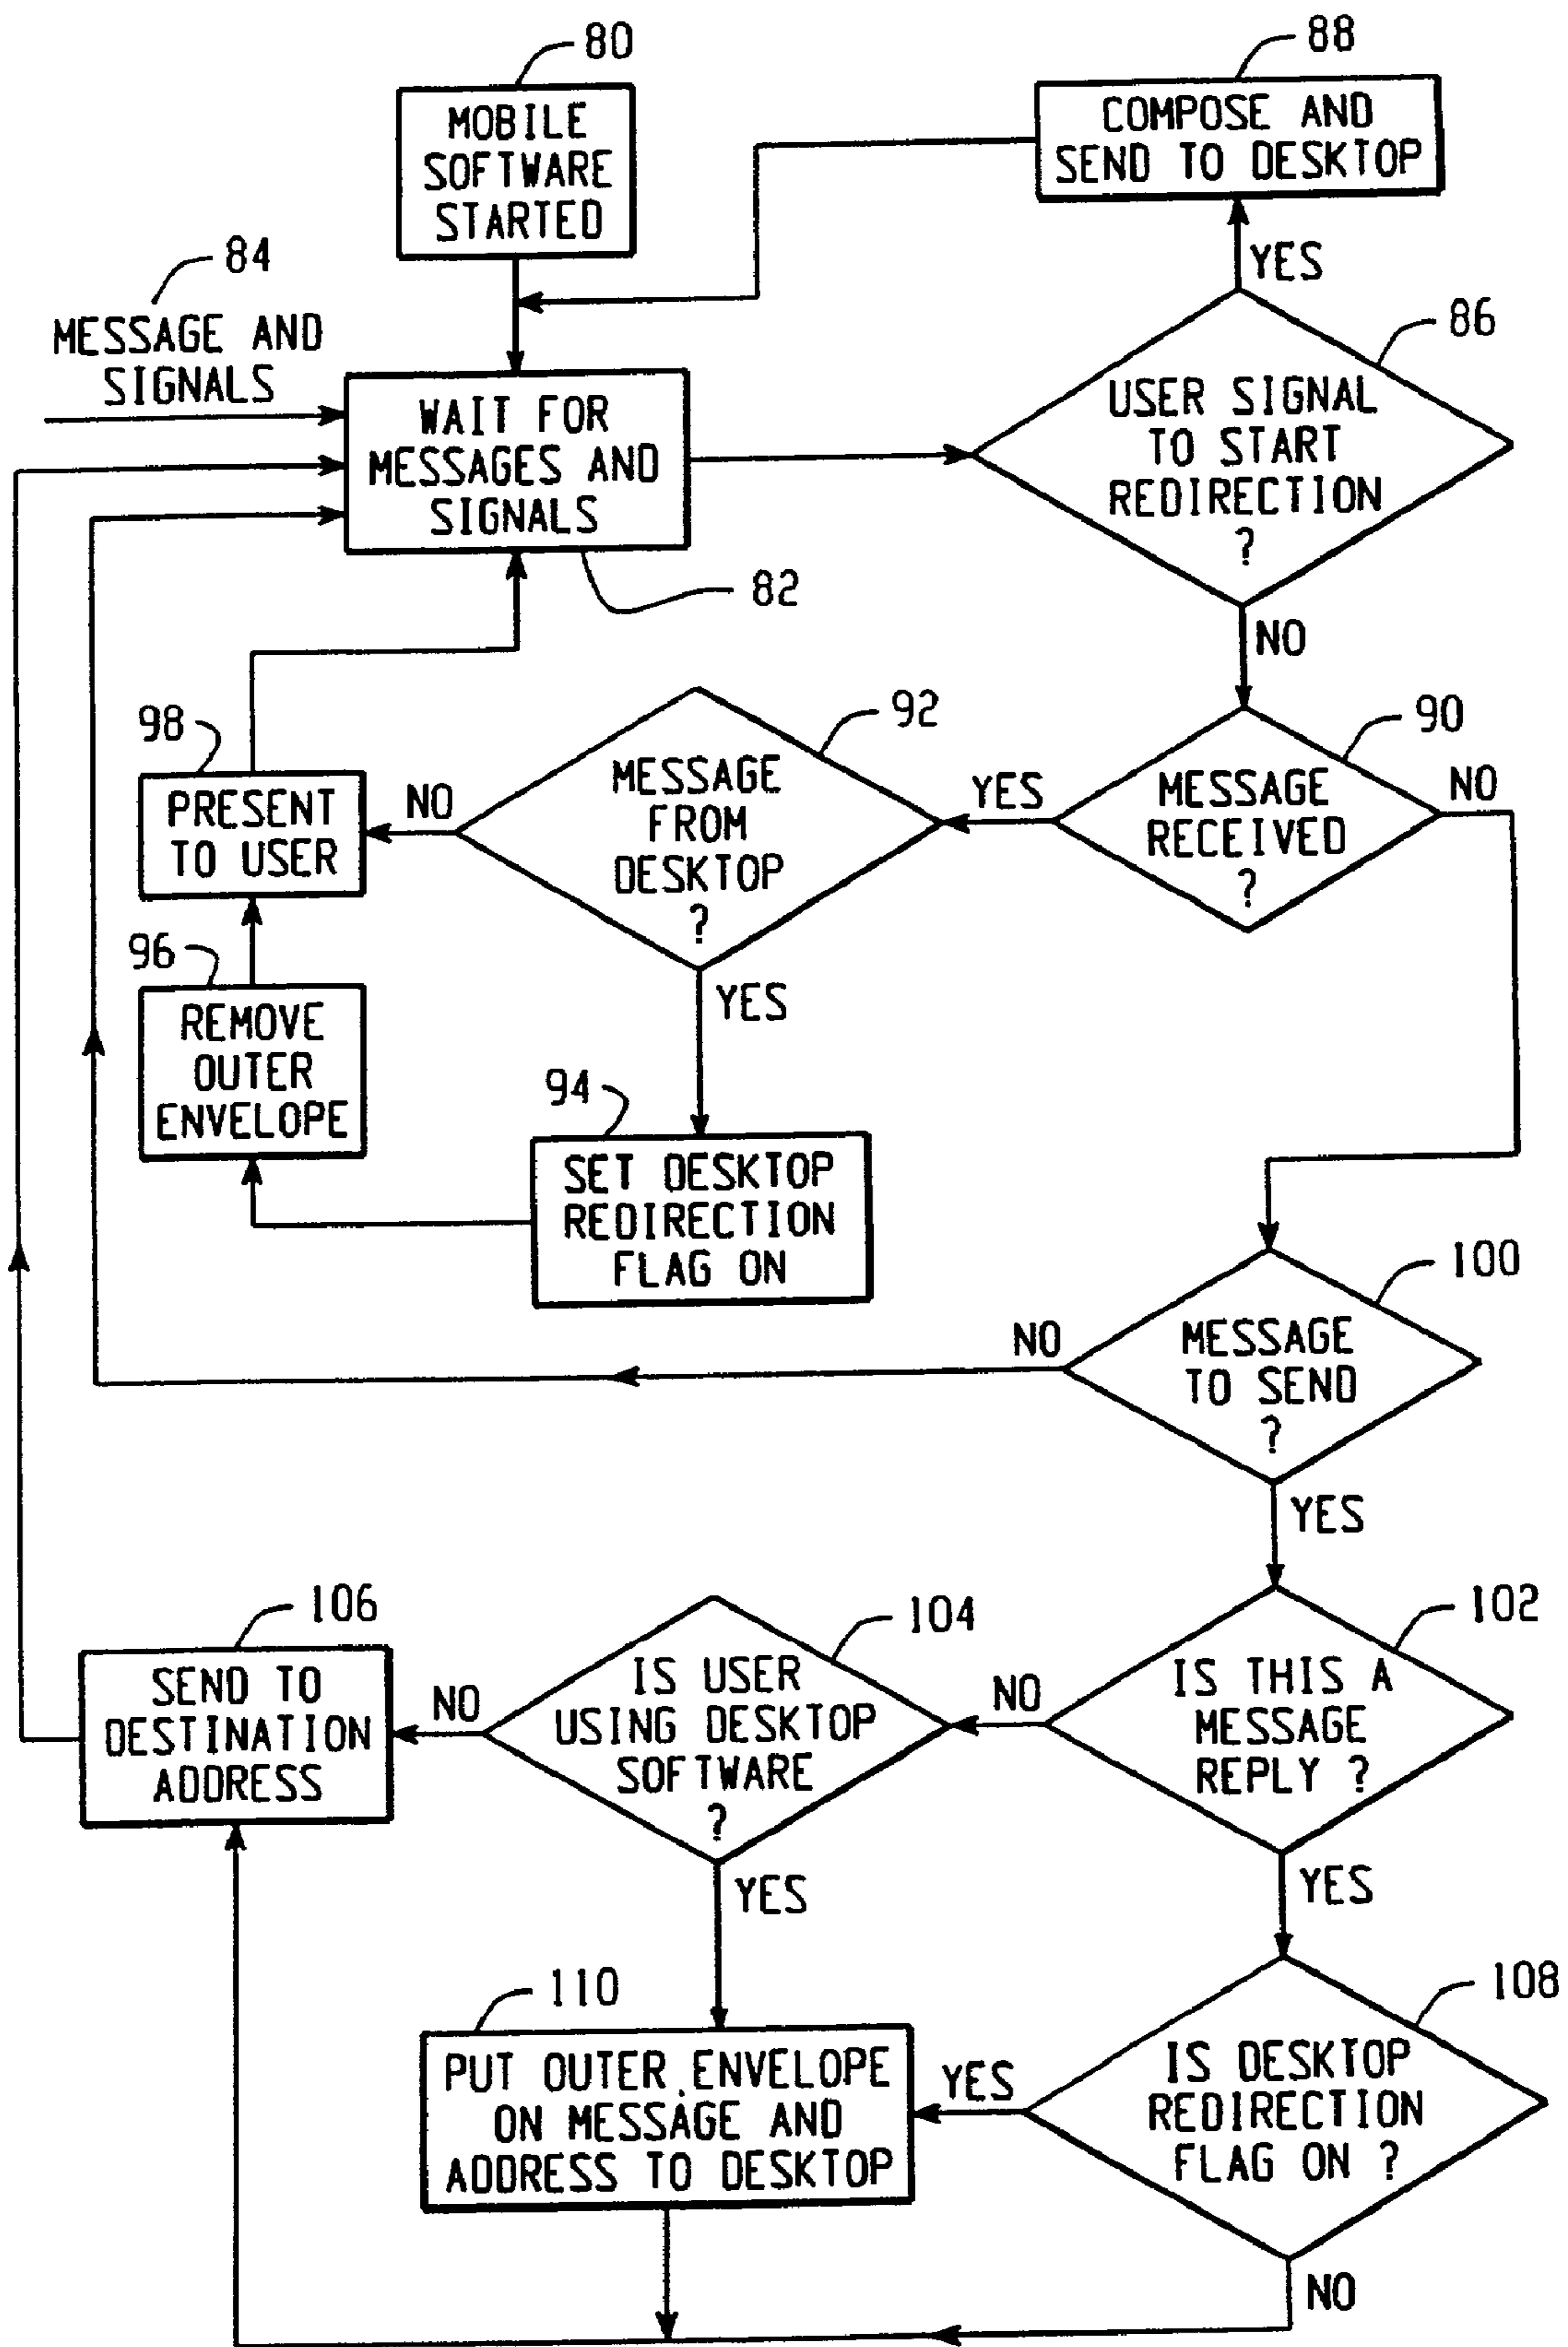 80
MOBILE
SOFTWARE
STARTED
88
COMPOSE AND
SEND TO DESKTOP
YES
84
MESSAGE AND
SIGNALS
WAIT FOR
MESSAGES AND
SIGNALS
82
86
USER SIGNAL
TO START
REDIRECTION
?
NO
90
MESSAGE
RECEIVED
?
YES
NO
92
MESSAGE
FROM
DESKTOP
?
NO
YES
98
PRESENT
TO USER
96
REMOVE
OUTER
ENVELOPE
94
SET DESKTOP
REDIRECTION
FLAG ON
100
MESSAGE
TO SEND
?
NO
YES
102
IS THIS A
MESSAGE
REPLY ?
NO
YES
104
IS USER
USING DESKTOP
SOFTWARE
?
NO
YES
106
SEND TO
DESTINATION
ADDRESS
108
IS DESKTOP
REDIRECTION
FLAG ON ?
YES
NO
110
PUT OUTER ENVELOPE
ON MESSAGE AND
ADDRESS TO DESKTOP